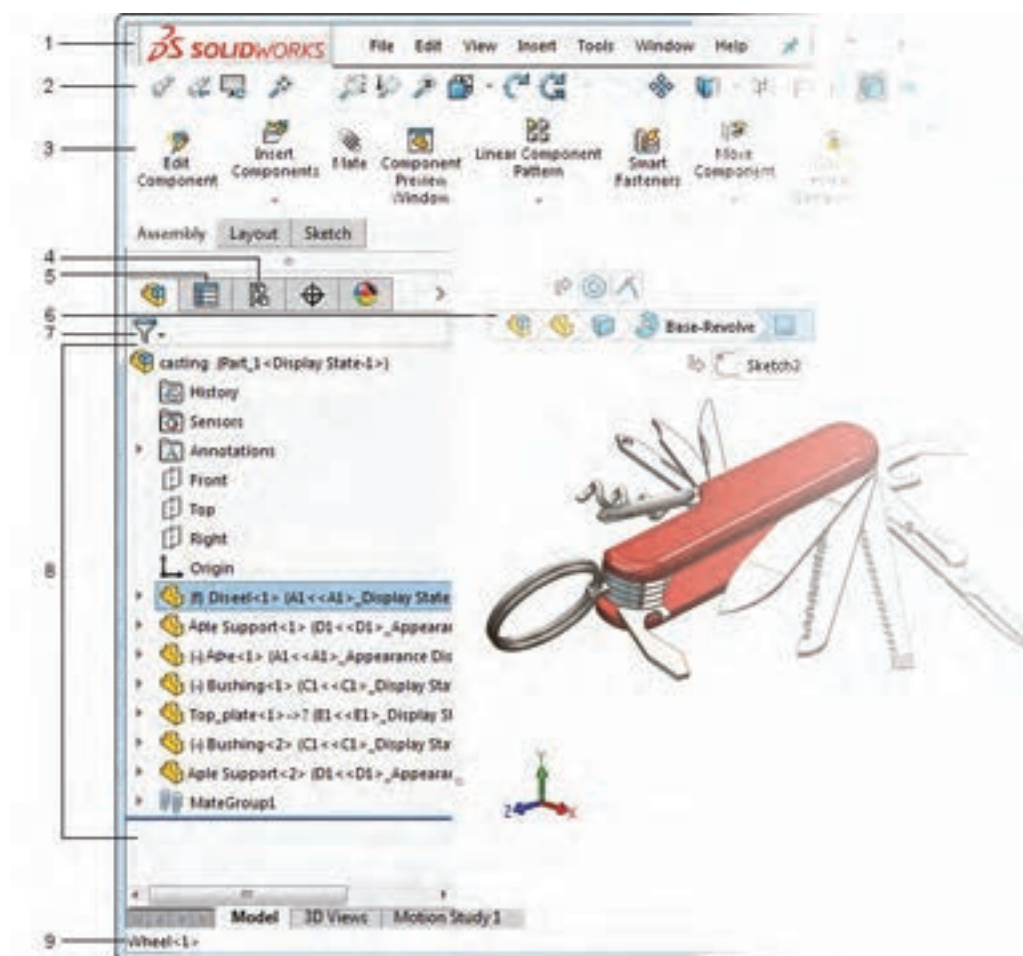 1
SOLIDWORKS File Edit View Insert Tools Window Help
2
3
Edit Component
Insert Components
Mate
Component Preview Window
Linear Component Pattern
Smart Fasteners
Move Component
Assembly Layout Sketch
4
5
6
Base-Revolve
7
Sketch2
casting (Part_1<Display State-1>)
History
Sensors
Annotations
Front
Top
Right
Origin
8
(f) Diseel<1> (A1<<A1>_Display State
Aple Support<1> (D1<<D1>_Appearar
(-) Aphe<1> (A1<<A1>_Appearance Dis
(-) Bushing<1> (C1<<C1>_Display Sta
Top_plate<1>->? (E1<<E1>_Display St
(-) Bushing<2> (C1<<C1>_Display Sta
Aple Support<2> (D1<<D1>_Appearar
MateGroup1
Y
Z X
Model 3D Views Motion Study 1
9
Wheel<1>